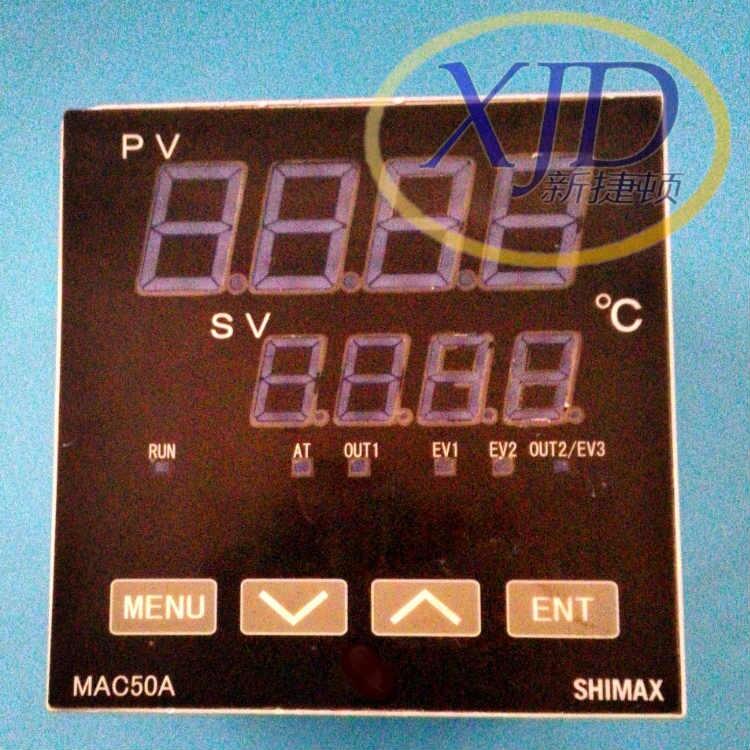 XJD
新捷顿
PV
SV
℃
RUN AT OUT1 EV1 EV2 OUT2/EV3
MENU ENT
MAC50A SHIMAX